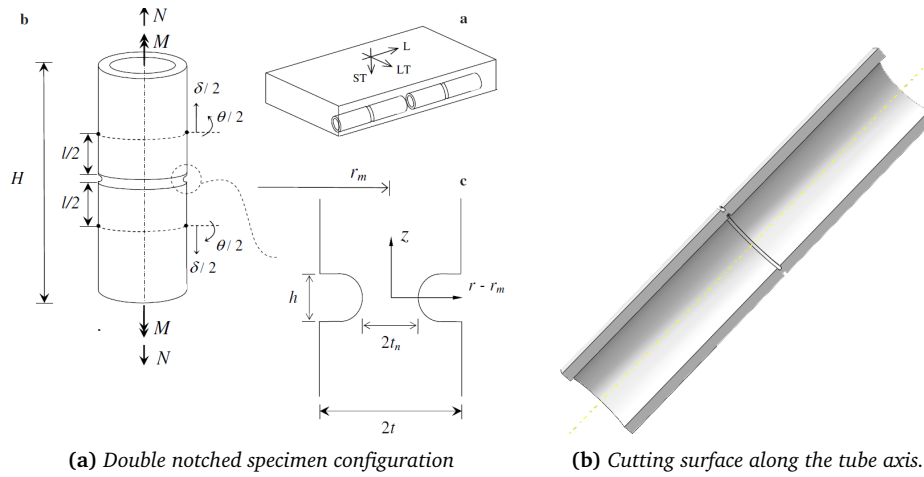 b
N
M
δ/2
θ/2
l/2
H
l/2
θ/2
δ/2
M
N
a
L
LT
ST
r_m
c
z
h
r - r_m
2t_n
2t
(a) Double notched specimen configuration
(b) Cutting surface along the tube axis.